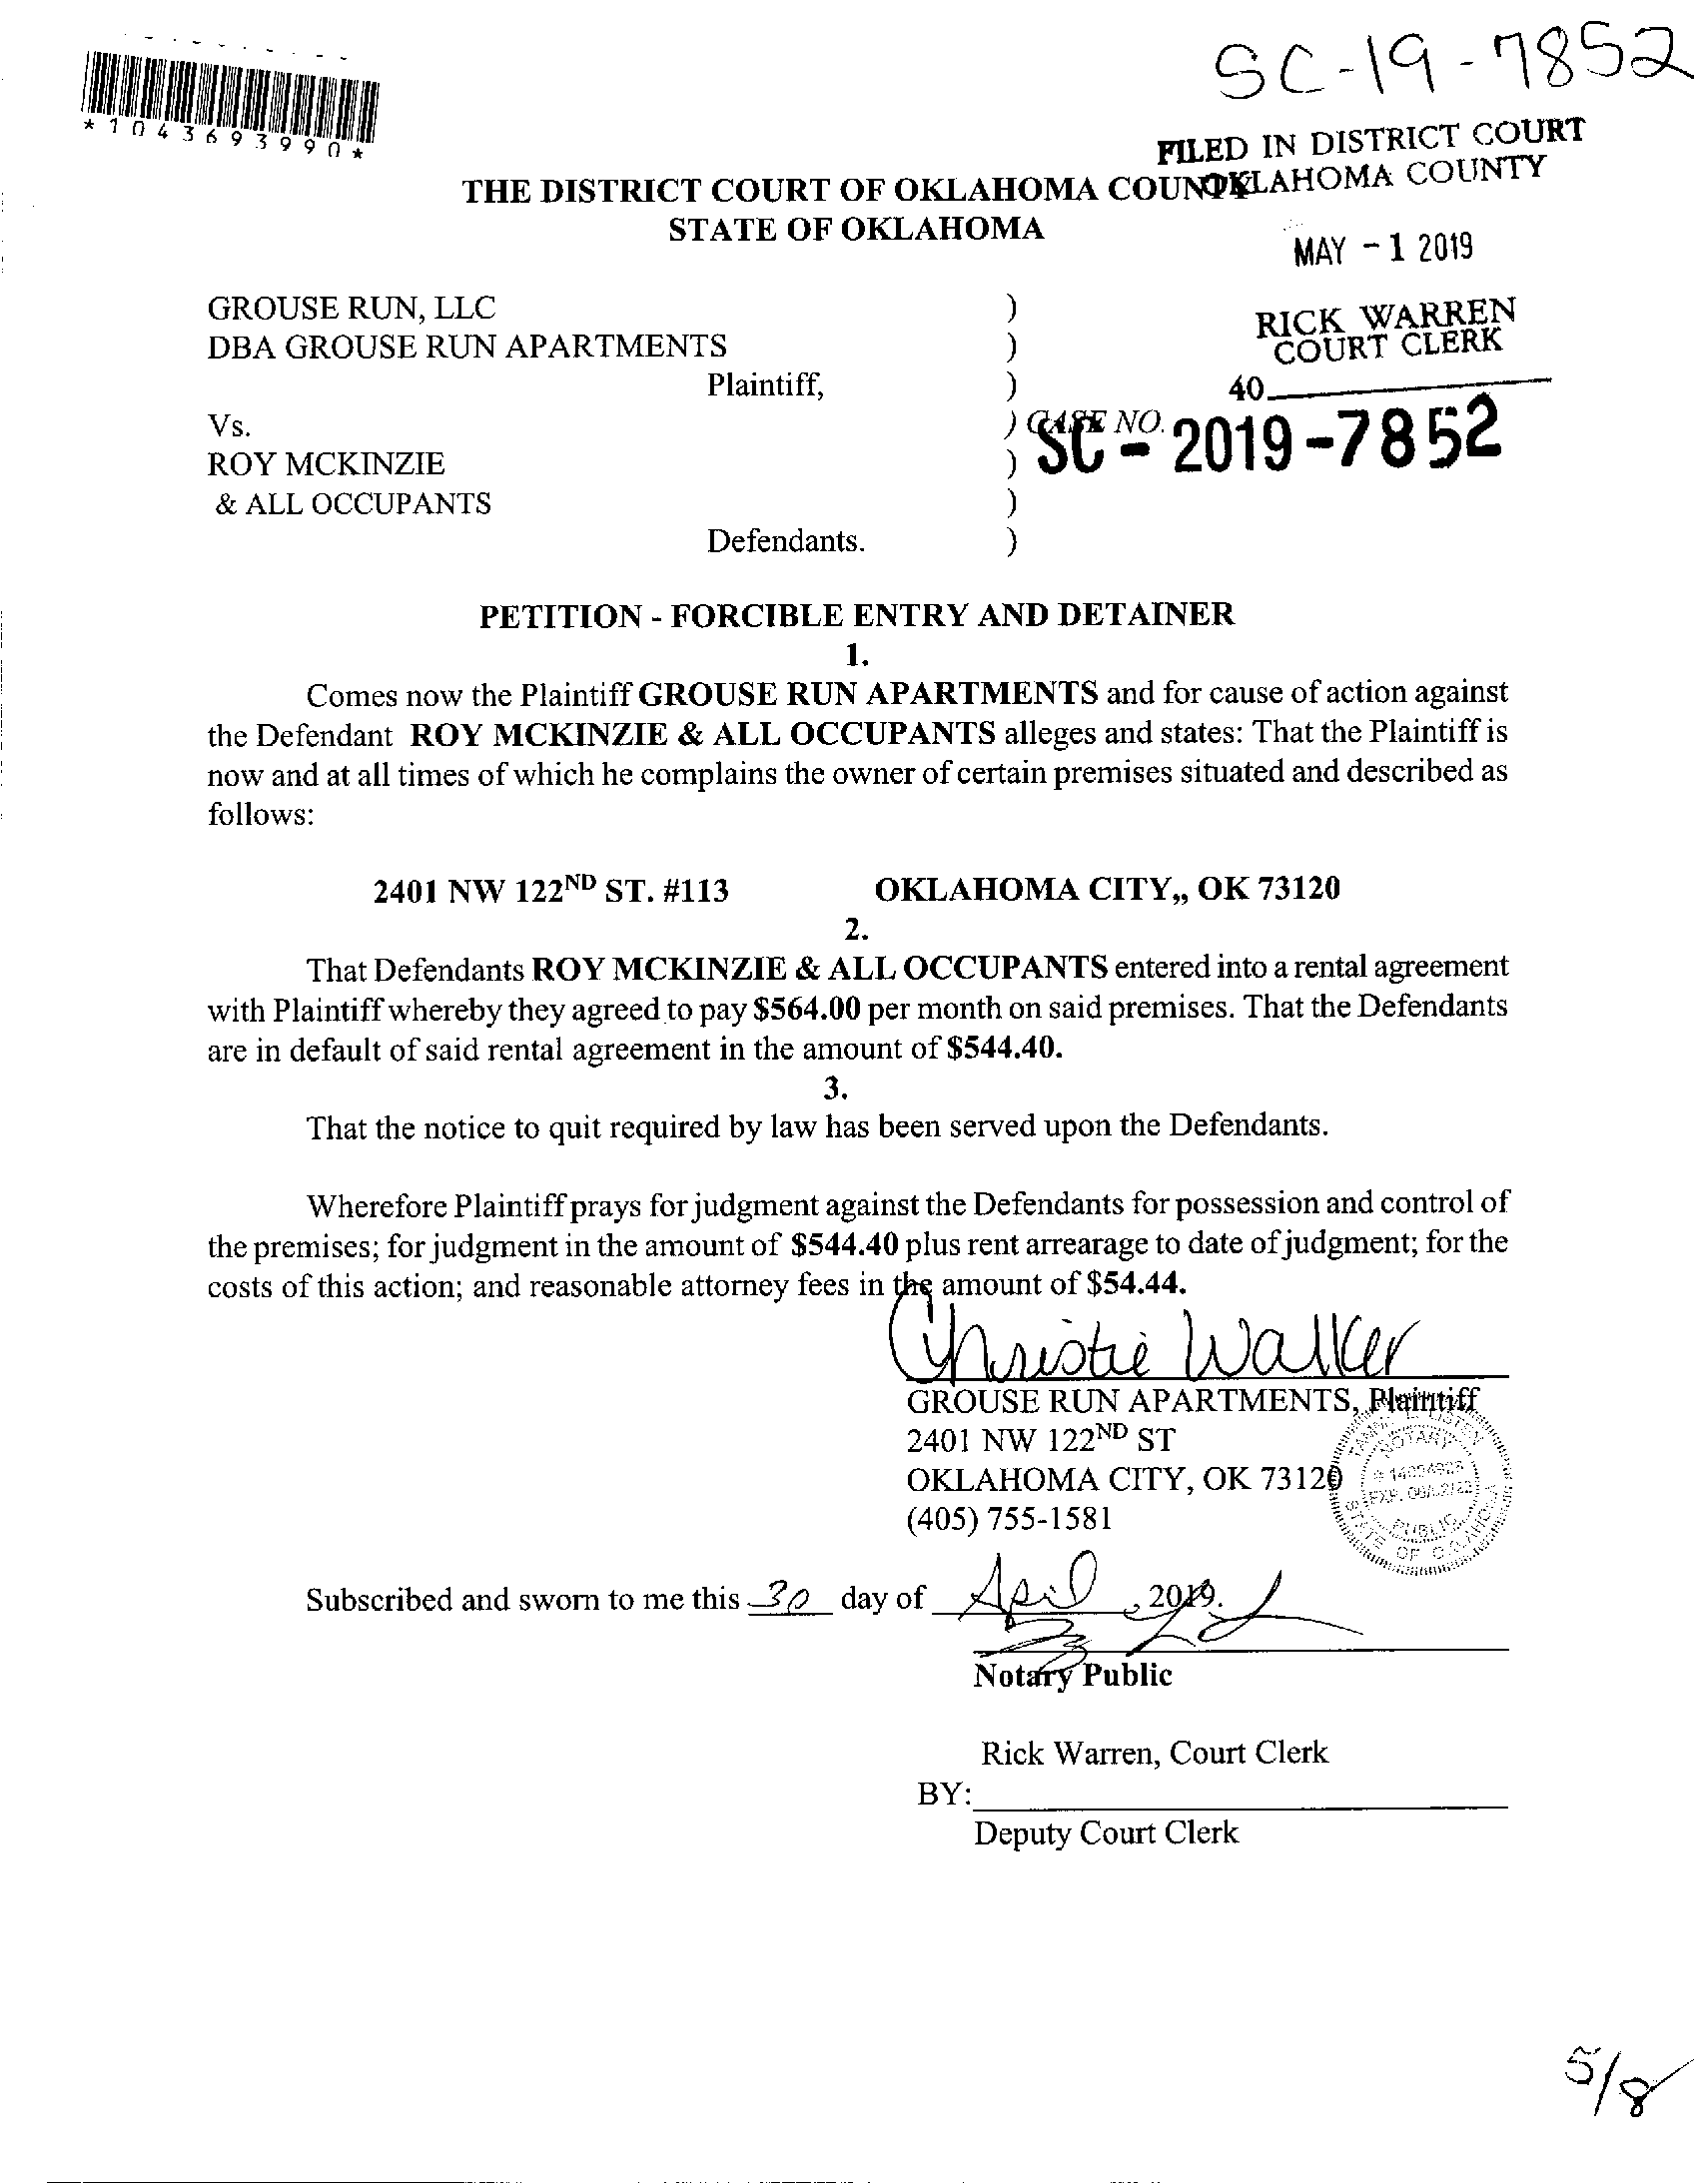 SC-19-7852
*1043693990*
FILED IN DISTRICT COURT
OKLAHOMA COUNTY
THE DISTRICT COURT OF OKLAHOMA COUNTY
STATE OF OKLAHOMA
MAY -1 2019
GROUSE RUN, LLC )
RICK WARREN
DBA GROUSE RUN APARTMENTS )
COURT CLERK
Plaintiff, )
40
Vs. ) CASE NO.
SC - 2019-7852
ROY MCKINZIE )
& ALL OCCUPANTS )
Defendants. )
PETITION - FORCIBLE ENTRY AND DETAINER
1.
Comes now the Plaintiff GROUSE RUN APARTMENTS and for cause of action against
the Defendant ROY MCKINZIE & ALL OCCUPANTS alleges and states: That the Plaintiff is
now and at all times of which he complains the owner of certain premises situated and described as
follows:
2401 NW 122ND ST. #113 OKLAHOMA CITY,, OK 73120
2.
That Defendants ROY MCKINZIE & ALL OCCUPANTS entered into a rental agreement
with Plaintiff whereby they agreed to pay $564.00 per month on said premises. That the Defendants
are in default of said rental agreement in the amount of $544.40.
3.
That the notice to quit required by law has been served upon the Defendants.
Wherefore Plaintiff prays for judgment against the Defendants for possession and control of
the premises; for judgment in the amount of $544.40 plus rent arrearage to date of judgment; for the
costs of this action; and reasonable attorney fees in the amount of $54.44.
Christie Walker
GROUSE RUN APARTMENTS, Plaintiff
2401 NW 122ND ST
OKLAHOMA CITY, OK 73120
(405) 755-1581
NOTARY
PUBLIC
STATE OF OKLAHOMA
Subscribed and sworn to me this 30 day of April, 2019.
Notary Public
Rick Warren, Court Clerk
BY:
Deputy Court Clerk
5/8